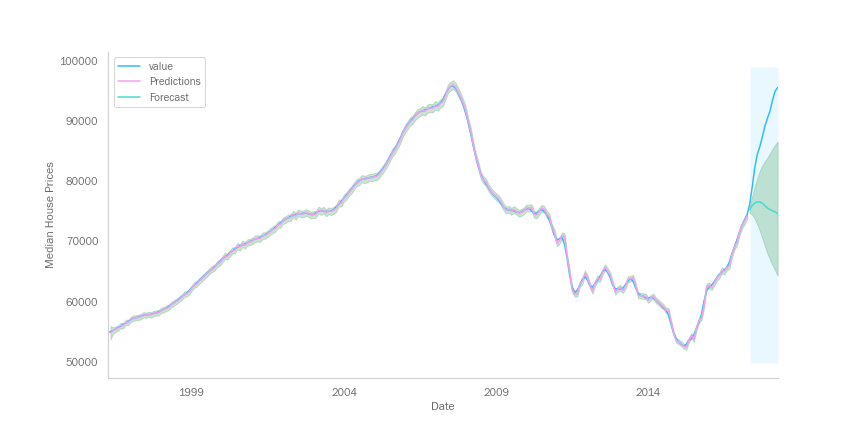 100000
90000
80000
70000
60000
50000
Median House Prices
value
Predictions
Forecast
1999 2004 2009 2014
Date